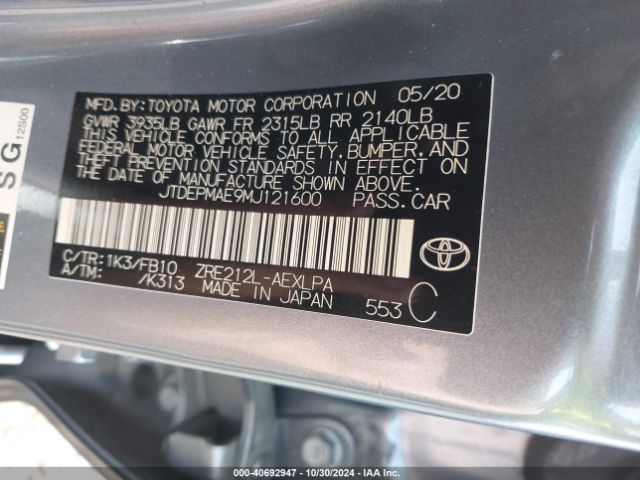 MFD.BY:TOYOTA MOTOR CORPORATION 05/20
GVWR 3935LB GAWR FR 2315LB RR 2140LB
THIS VEHICLE CONFORMS TO ALL APPLICABLE
FEDERAL MOTOR VEHICLE SAFETY, BUMPER, AND
THEFT PREVENTION STANDARDS IN EFFECT ON
THE DATE OF MANUFACTURE SHOWN ABOVE.
JTDEPMAE9MJ121600 PASS.CAR
C/TR:1K3/FB10 ZRE212L-AEXLPA
A/TM: /K313 MADE IN JAPAN 553 C
SG
12S00
000-40692947 • 10/30/2024 • IAA Inc.